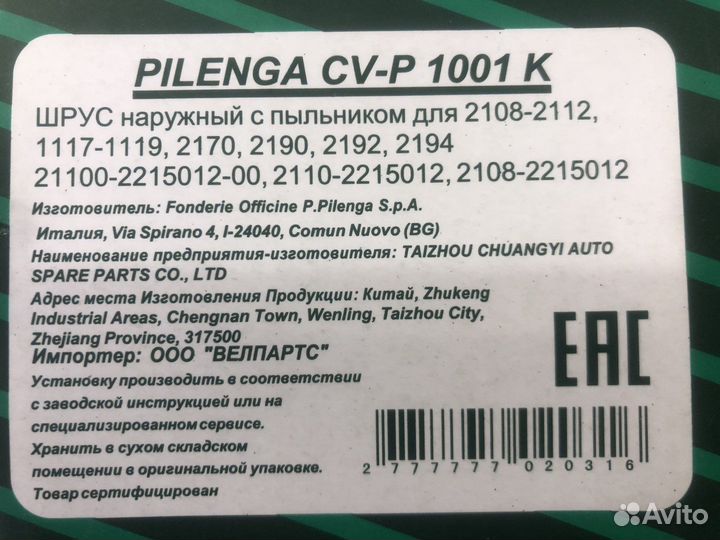 PILENGA CV-P 1001 K
ШРУС наружный с пыльником для 2108-2112,
1117-1119, 2170, 2190, 2192, 2194
21100-2215012-00, 2110-2215012, 2108-2215012
Изготовитель: Fonderie Officine P.Pilenga S.p.A.
Италия, Via Spirano 4, I-24040, Comun Nuovo (BG)
Наименование предприятия-изготовителя: TAIZHOU CHUANGYI AUTO
SPARE PARTS CO., LTD
Адрес места Изготовления Продукции: Китай, Zhukeng
Industrial Areas, Chengnan Town, Wenling, Taizhou City,
Zhejiang Province, 317500
Импортер: ООО "ВЕЛПАРТС"
Установку производить в соответствии
с заводской инструкцией или на
специализированном сервисе.
Хранить в сухом складском
помещении в оригинальной упаковке.
Товар сертифицирован
EAC
2 777777 020316
Avito